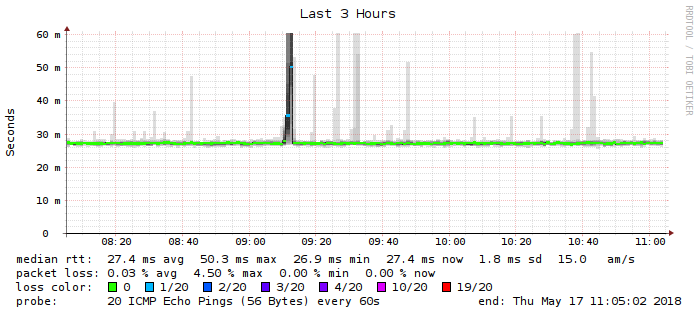 Last 3 Hours
RRDTOOL / TOBI OETIKER
Seconds
60 m
50 m
40 m
30 m
20 m
10 m
0
08:20 08:40 09:00 09:20 09:40 10:00 10:20 10:40 11:00
median rtt: 27.4 ms avg 50.3 ms max 26.9 ms min 27.4 ms now 1.8 ms sd 15.0 am/s
packet loss: 0.03 % avg 4.50 % max 0.00 % min 0.00 % now
loss color: 0 1/20 2/20 3/20 4/20 10/20 19/20
probe: 20 ICMP Echo Pings (56 Bytes) every 60s end: Thu May 17 11:05:02 2018